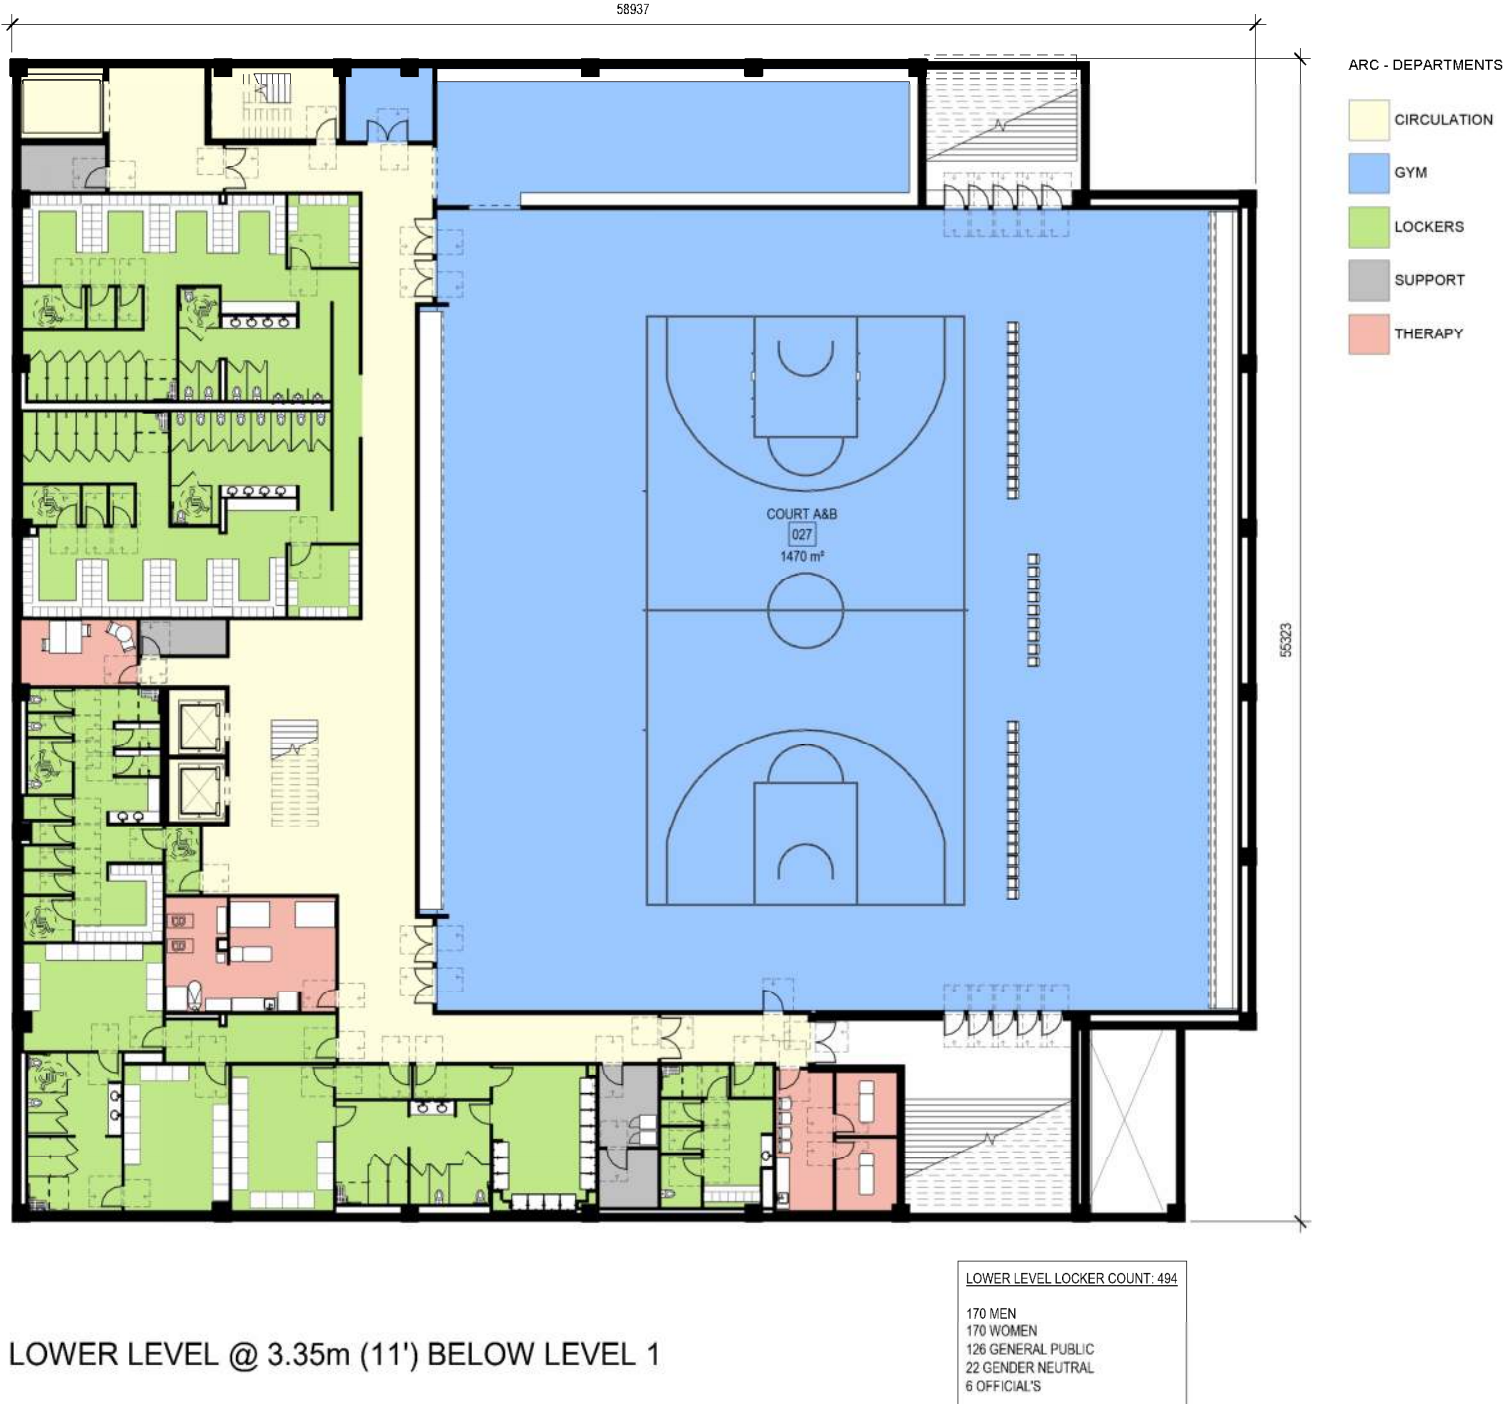 58937
ARC - DEPARTMENTS
CIRCULATION
GYM
LOCKERS
SUPPORT
THERAPY
COURT A&B
027
1470 m²
55323
LOWER LEVEL LOCKER COUNT: 494
170 MEN
170 WOMEN
126 GENERAL PUBLIC
22 GENDER NEUTRAL
6 OFFICIAL'S
LOWER LEVEL @ 3.35m (11') BELOW LEVEL 1